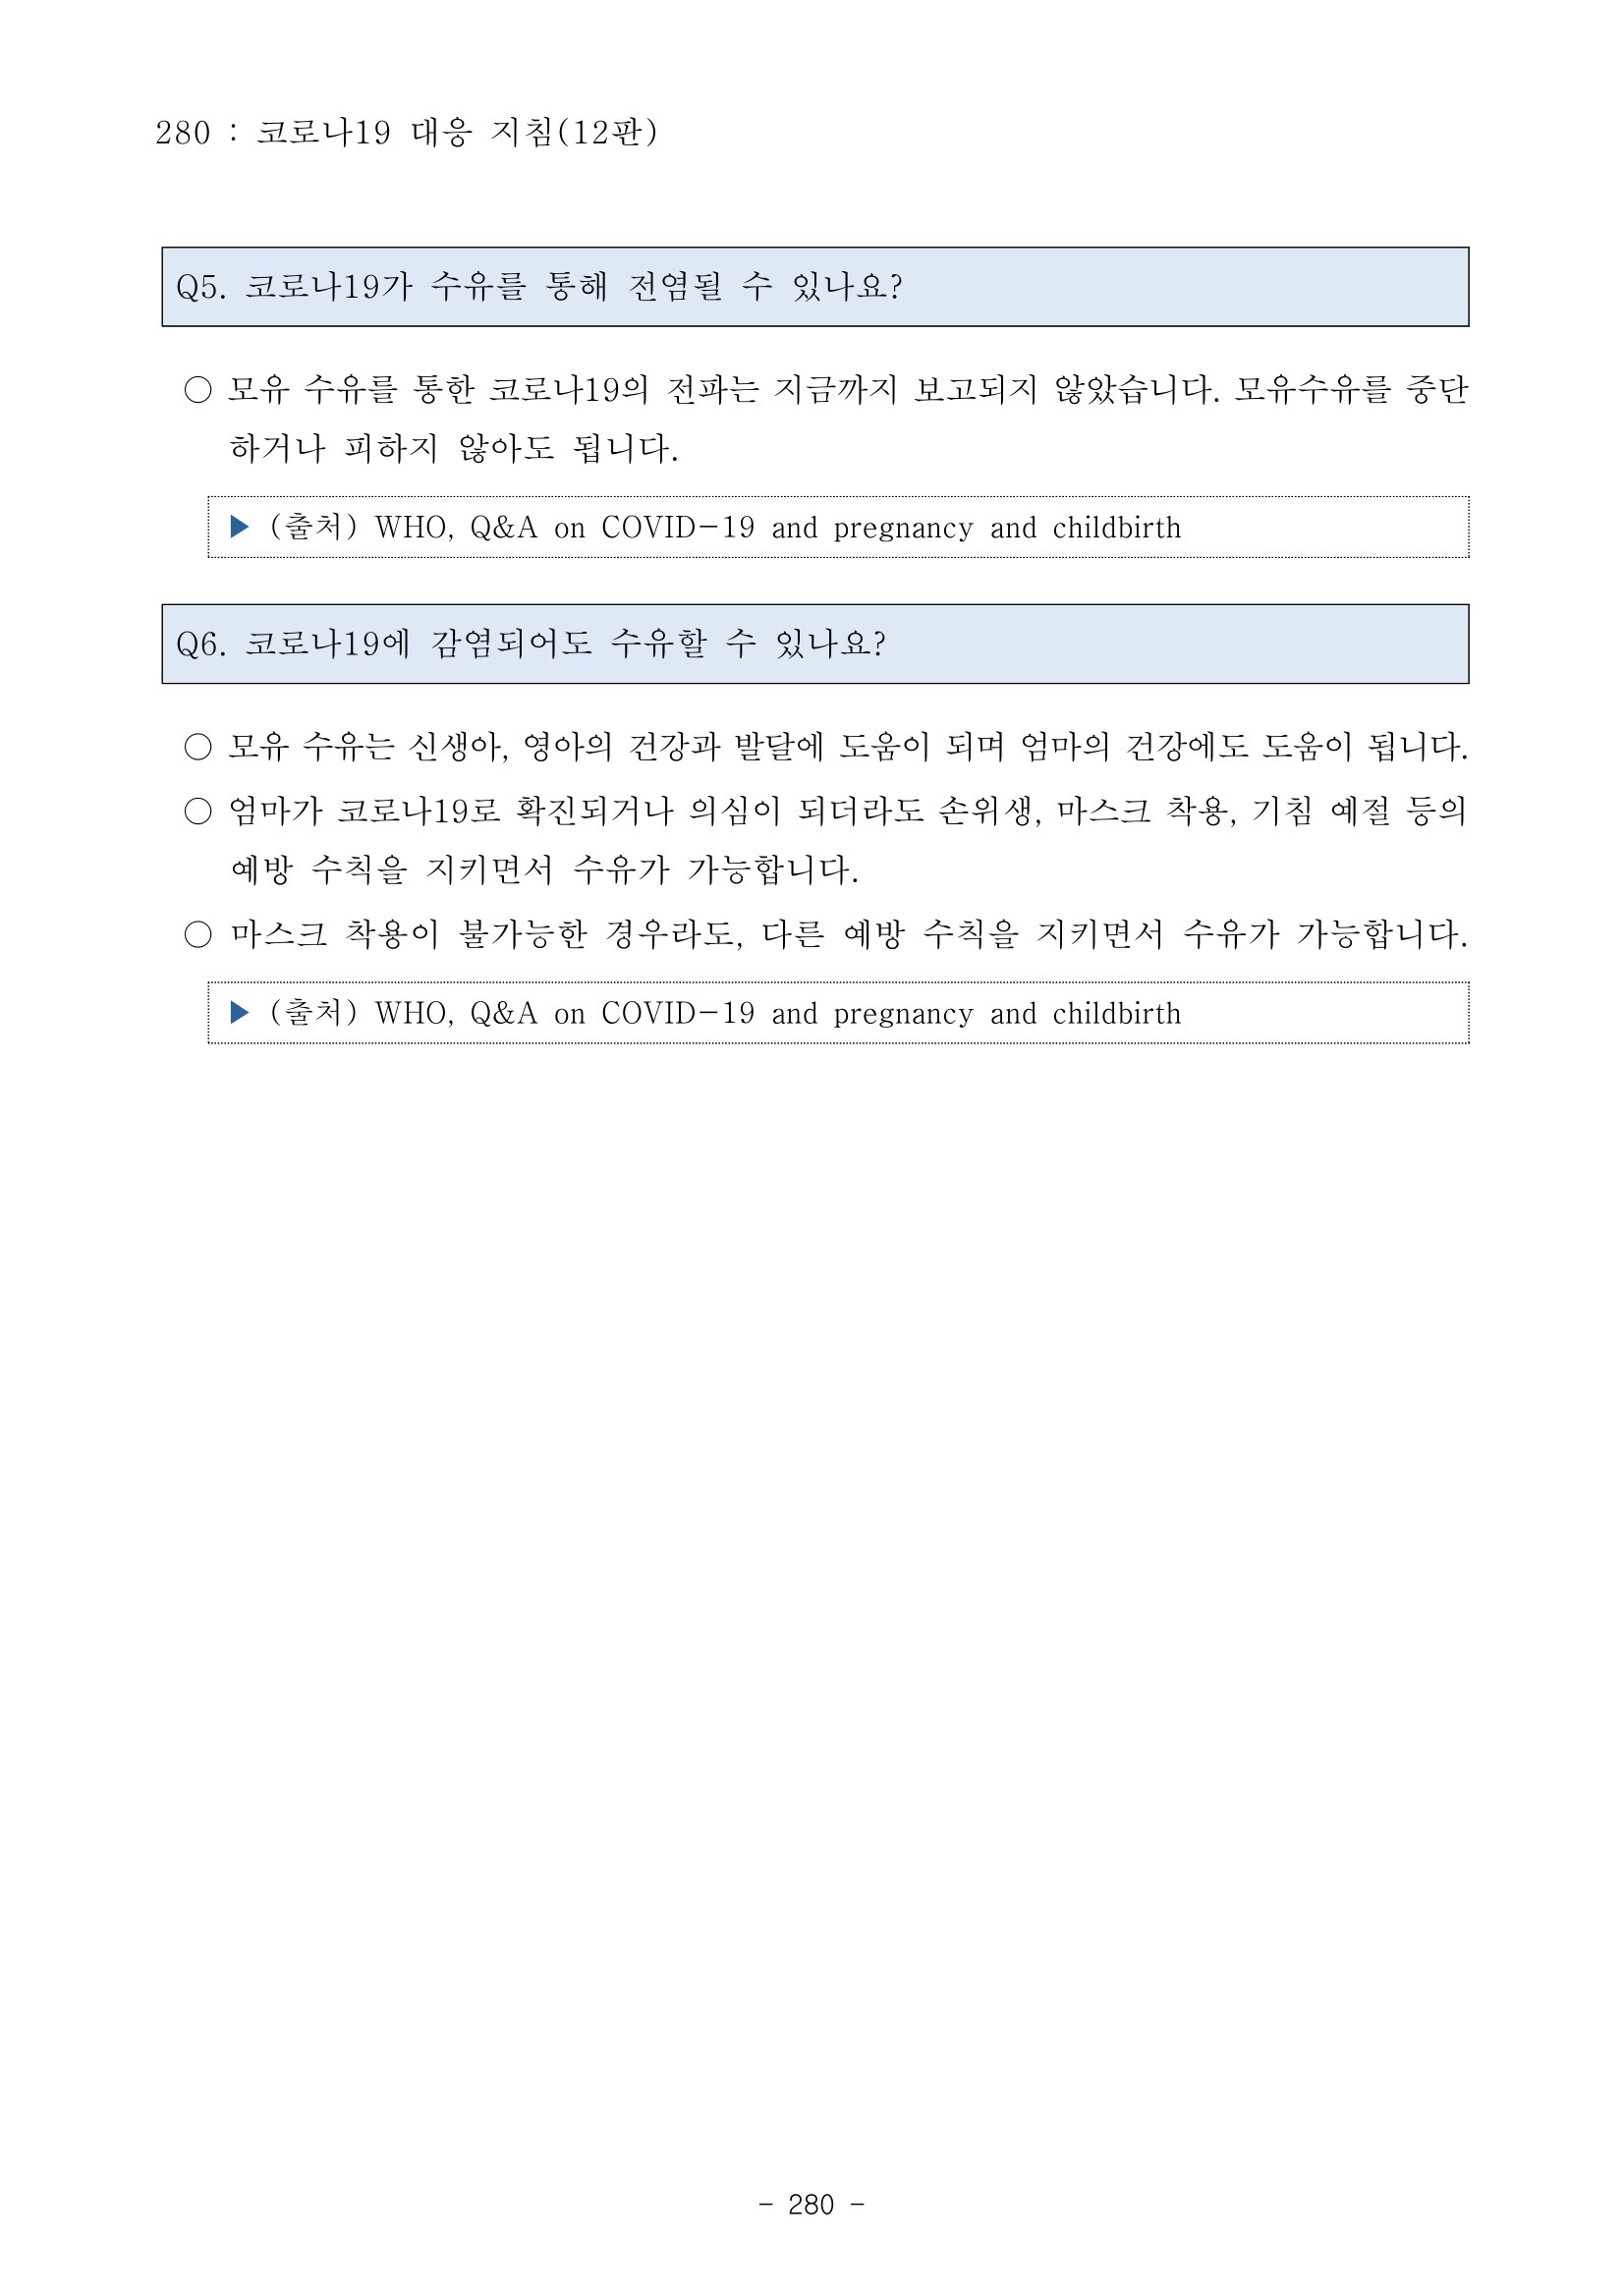 280 : 코로나19 대응 지침(12판)
Q5. 코로나19가 수유를 통해 전염될 수 있나요?
○ 모유 수유를 통한 코로나19의 전파는 지금까지 보고되지 않았습니다. 모유수유를 중단
하거나 피하지 않아도 됩니다.
▶ (출처) WHO, Q&A on COVID-19 and pregnancy and childbirth
Q6. 코로나19에 감염되어도 수유할 수 있나요?
○ 모유 수유는 신생아, 영아의 건강과 발달에 도움이 되며 엄마의 건강에도 도움이 됩니다.
○ 엄마가 코로나19로 확진되거나 의심이 되더라도 손위생, 마스크 착용, 기침 예절 등의
예방 수칙을 지키면서 수유가 가능합니다.
○ 마스크 착용이 불가능한 경우라도, 다른 예방 수칙을 지키면서 수유가 가능합니다.
▶ (출처) WHO, Q&A on COVID-19 and pregnancy and childbirth
- 280 -